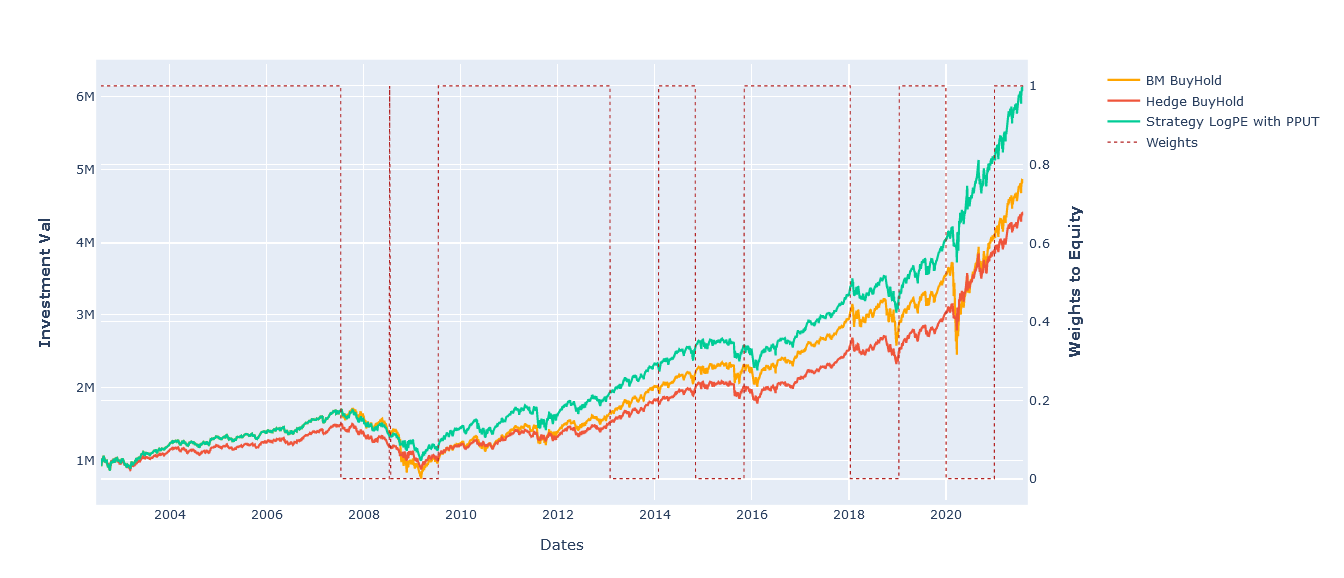 BM BuyHold
Hedge BuyHold
Strategy LogPE with PPUT
Weights
6M
5M
4M
3M
2M
1M
Investment Val
1
0.8
0.6
0.4
0.2
0
Weights to Equity
2004 2006 2008 2010 2012 2014 2016 2018 2020
Dates